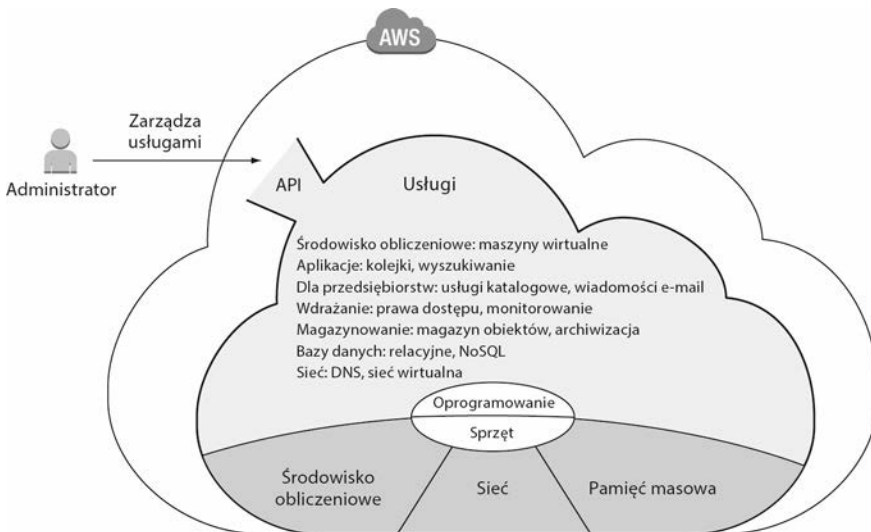 AWS
Zarządza
usługami
Administrator
API
Usługi
Środowisko obliczeniowe: maszyny wirtualne
Aplikacje: kolejki, wyszukiwanie
Dla przedsiębiorstw: usługi katalogowe, wiadomości e-mail
Wdrażanie: prawa dostępu, monitorowanie
Magazynowanie: magazyn obiektów, archiwizacja
Bazy danych: relacyjne, NoSQL
Sieć: DNS, sieć wirtualna
Oprogramowanie
Sprzęt
Środowisko
obliczeniowe
Sieć
Pamięć masowa